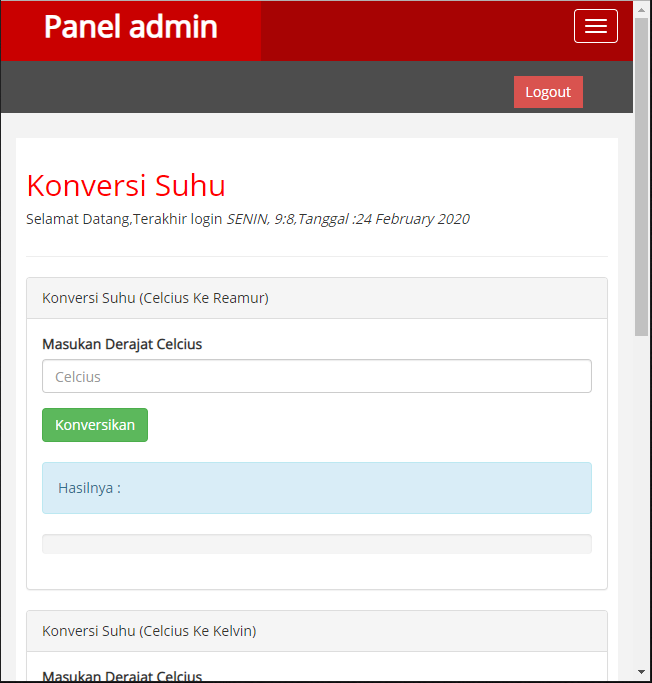 Panel admin
Logout
Konversi Suhu
Selamat Datang,Terakhir login SENIN, 9:8,Tanggal :24 February 2020
Konversi Suhu (Celcius Ke Reamur)
Masukan Derajat Celcius
Celcius
Konversikan
Hasilnya :
Konversi Suhu (Celcius Ke Kelvin)
Masukan Derajat Celcius